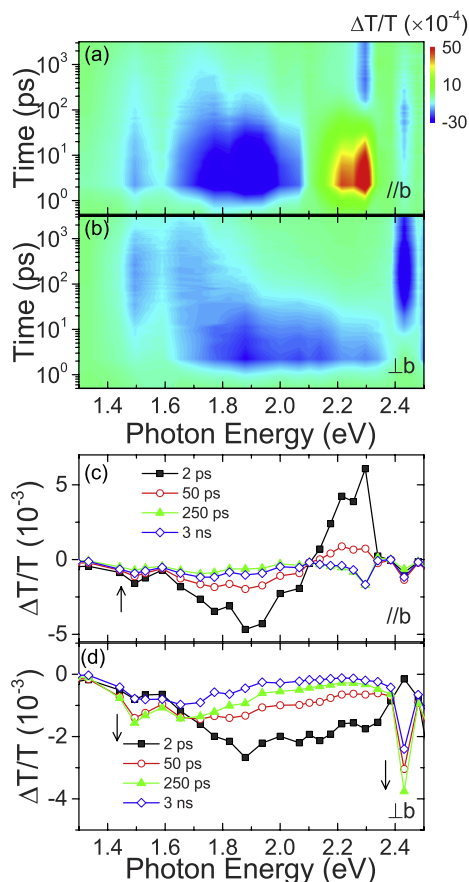 ΔT/T (×10⁻⁴)
50
-30
(a)
Time (ps)
10³
10²
10¹
10⁰
//b
(b)
Time (ps)
10³
10²
10¹
10⁰
⊥b
1.4 1.6 1.8 2.0 2.2 2.4
Photon Energy (eV)
(c)
ΔT/T (10⁻³)
5
0
-5
2 ps
50 ps
250 ps
3 ns
//b
(d)
ΔT/T (10⁻³)
0
-2
-4
2 ps
50 ps
250 ps
3 ns
⊥b
1.4 1.6 1.8 2.0 2.2 2.4
Photon Energy (eV)